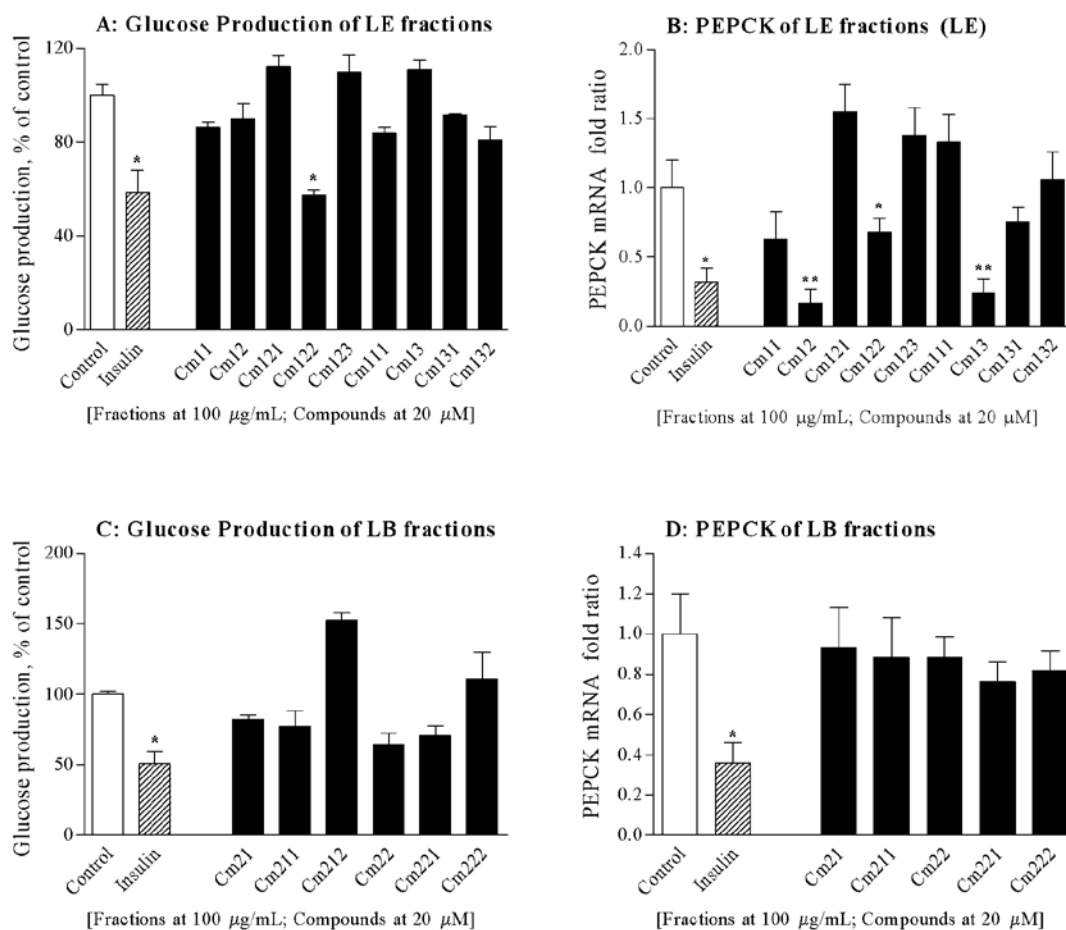 A: Glucose Production of LE fractions
Glucose production, % of control
120
80
40
0
*
*
Control
Insulin
Cm11
Cm12
Cm121
Cm122
Cm123
Cm111
Cm13
Cm131
Cm132
[Fractions at 100 μg/mL; Compounds at 20 μM]
B: PEPCK of LE fractions (LE)
PEPCK mRNA fold ratio
2.0
1.5
1.0
0.5
0.0
*
**
*
**
Control
Insulin
Cm11
Cm12
Cm121
Cm122
Cm123
Cm111
Cm13
Cm131
Cm132
[Fractions at 100 μg/mL; Compounds at 20 μM]
C: Glucose Production of LB fractions
Glucose production, % of control
200
150
100
50
0
*
Control
Insulin
Cm21
Cm211
Cm212
Cm22
Cm221
Cm222
[Fractions at 100 μg/mL; Compounds at 20 μM]
D: PEPCK of LB fractions
PEPCK mRNA fold ratio
1.4
1.2
1.0
0.8
0.6
0.4
0.2
0.0
*
Control
Insulin
Cm21
Cm211
Cm22
Cm221
Cm222
[Fractions at 100 μg/mL; Compounds at 20 μM]